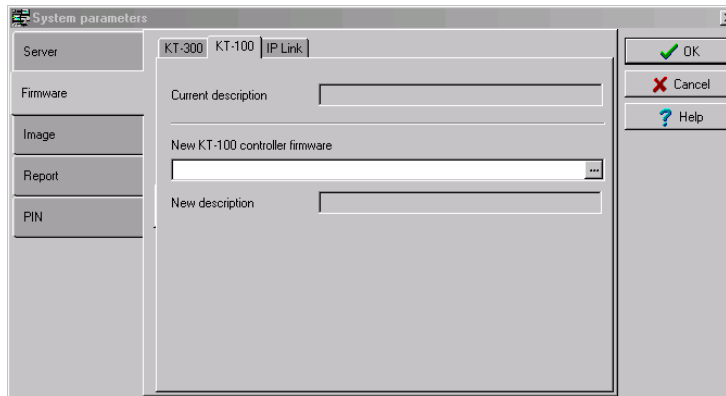 System parameters
Server
Firmware
Image
Report
PIN
KT-300
KT-100
IP Link
Current description
New KT-100 controller firmware
...
New description
OK
Cancel
? Help